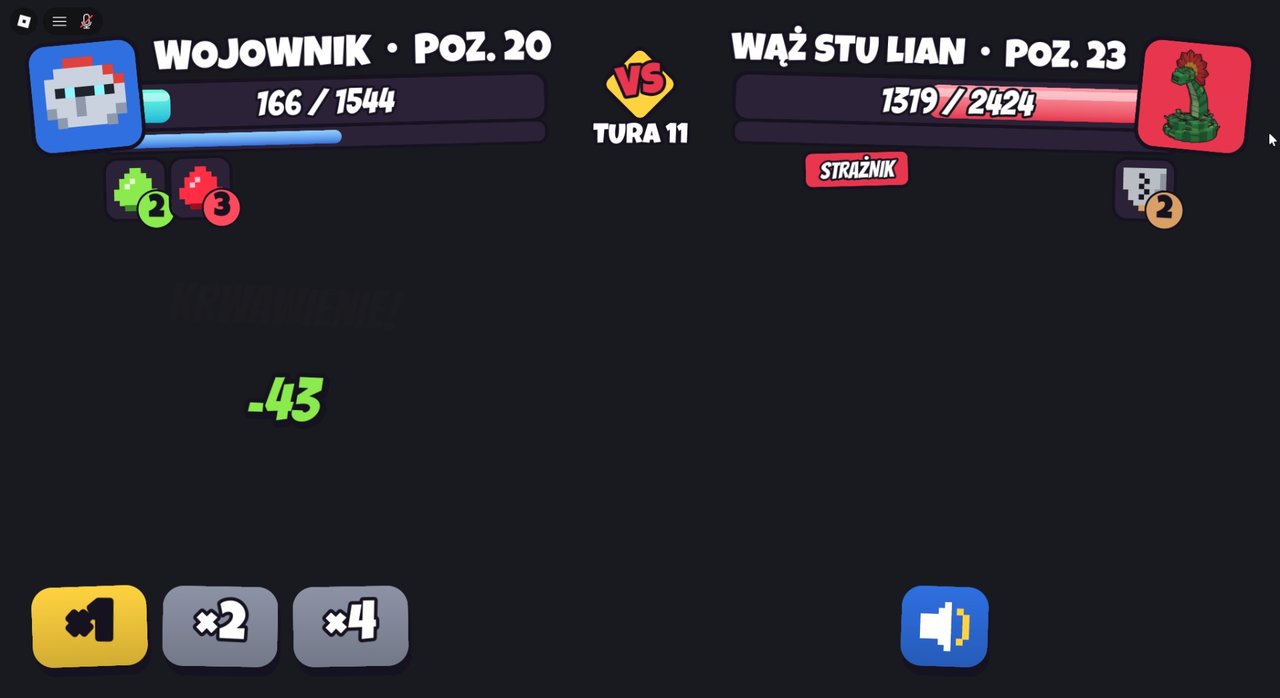 WOJOWNIK • POZ. 20
166 / 1544
2
3
VS
TURA 11
WĄŻ STU LIAN • POZ. 23
1319 / 2424
STRAŻNIK
2
KRWAWIENIE!
-43
×1
×2
×4